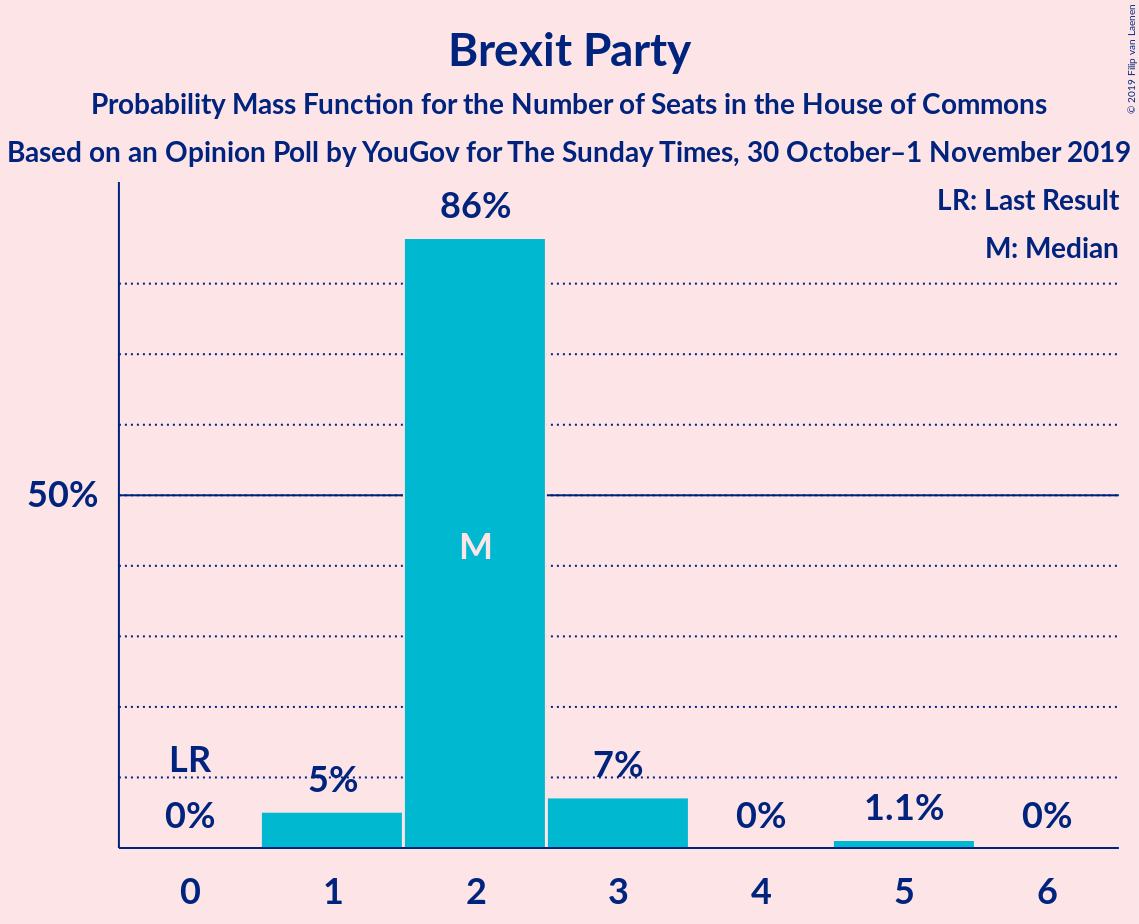 Brexit Party
Probability Mass Function for the Number of Seats in the House of Commons
Based on an Opinion Poll by YouGov for The Sunday Times, 30 October–1 November 2019
© 2019 Filip van Laenen
LR: Last Result
M: Median
86%
50%
M
LR
0%
5%
7%
0%
1.1%
0%
0 1 2 3 4 5 6